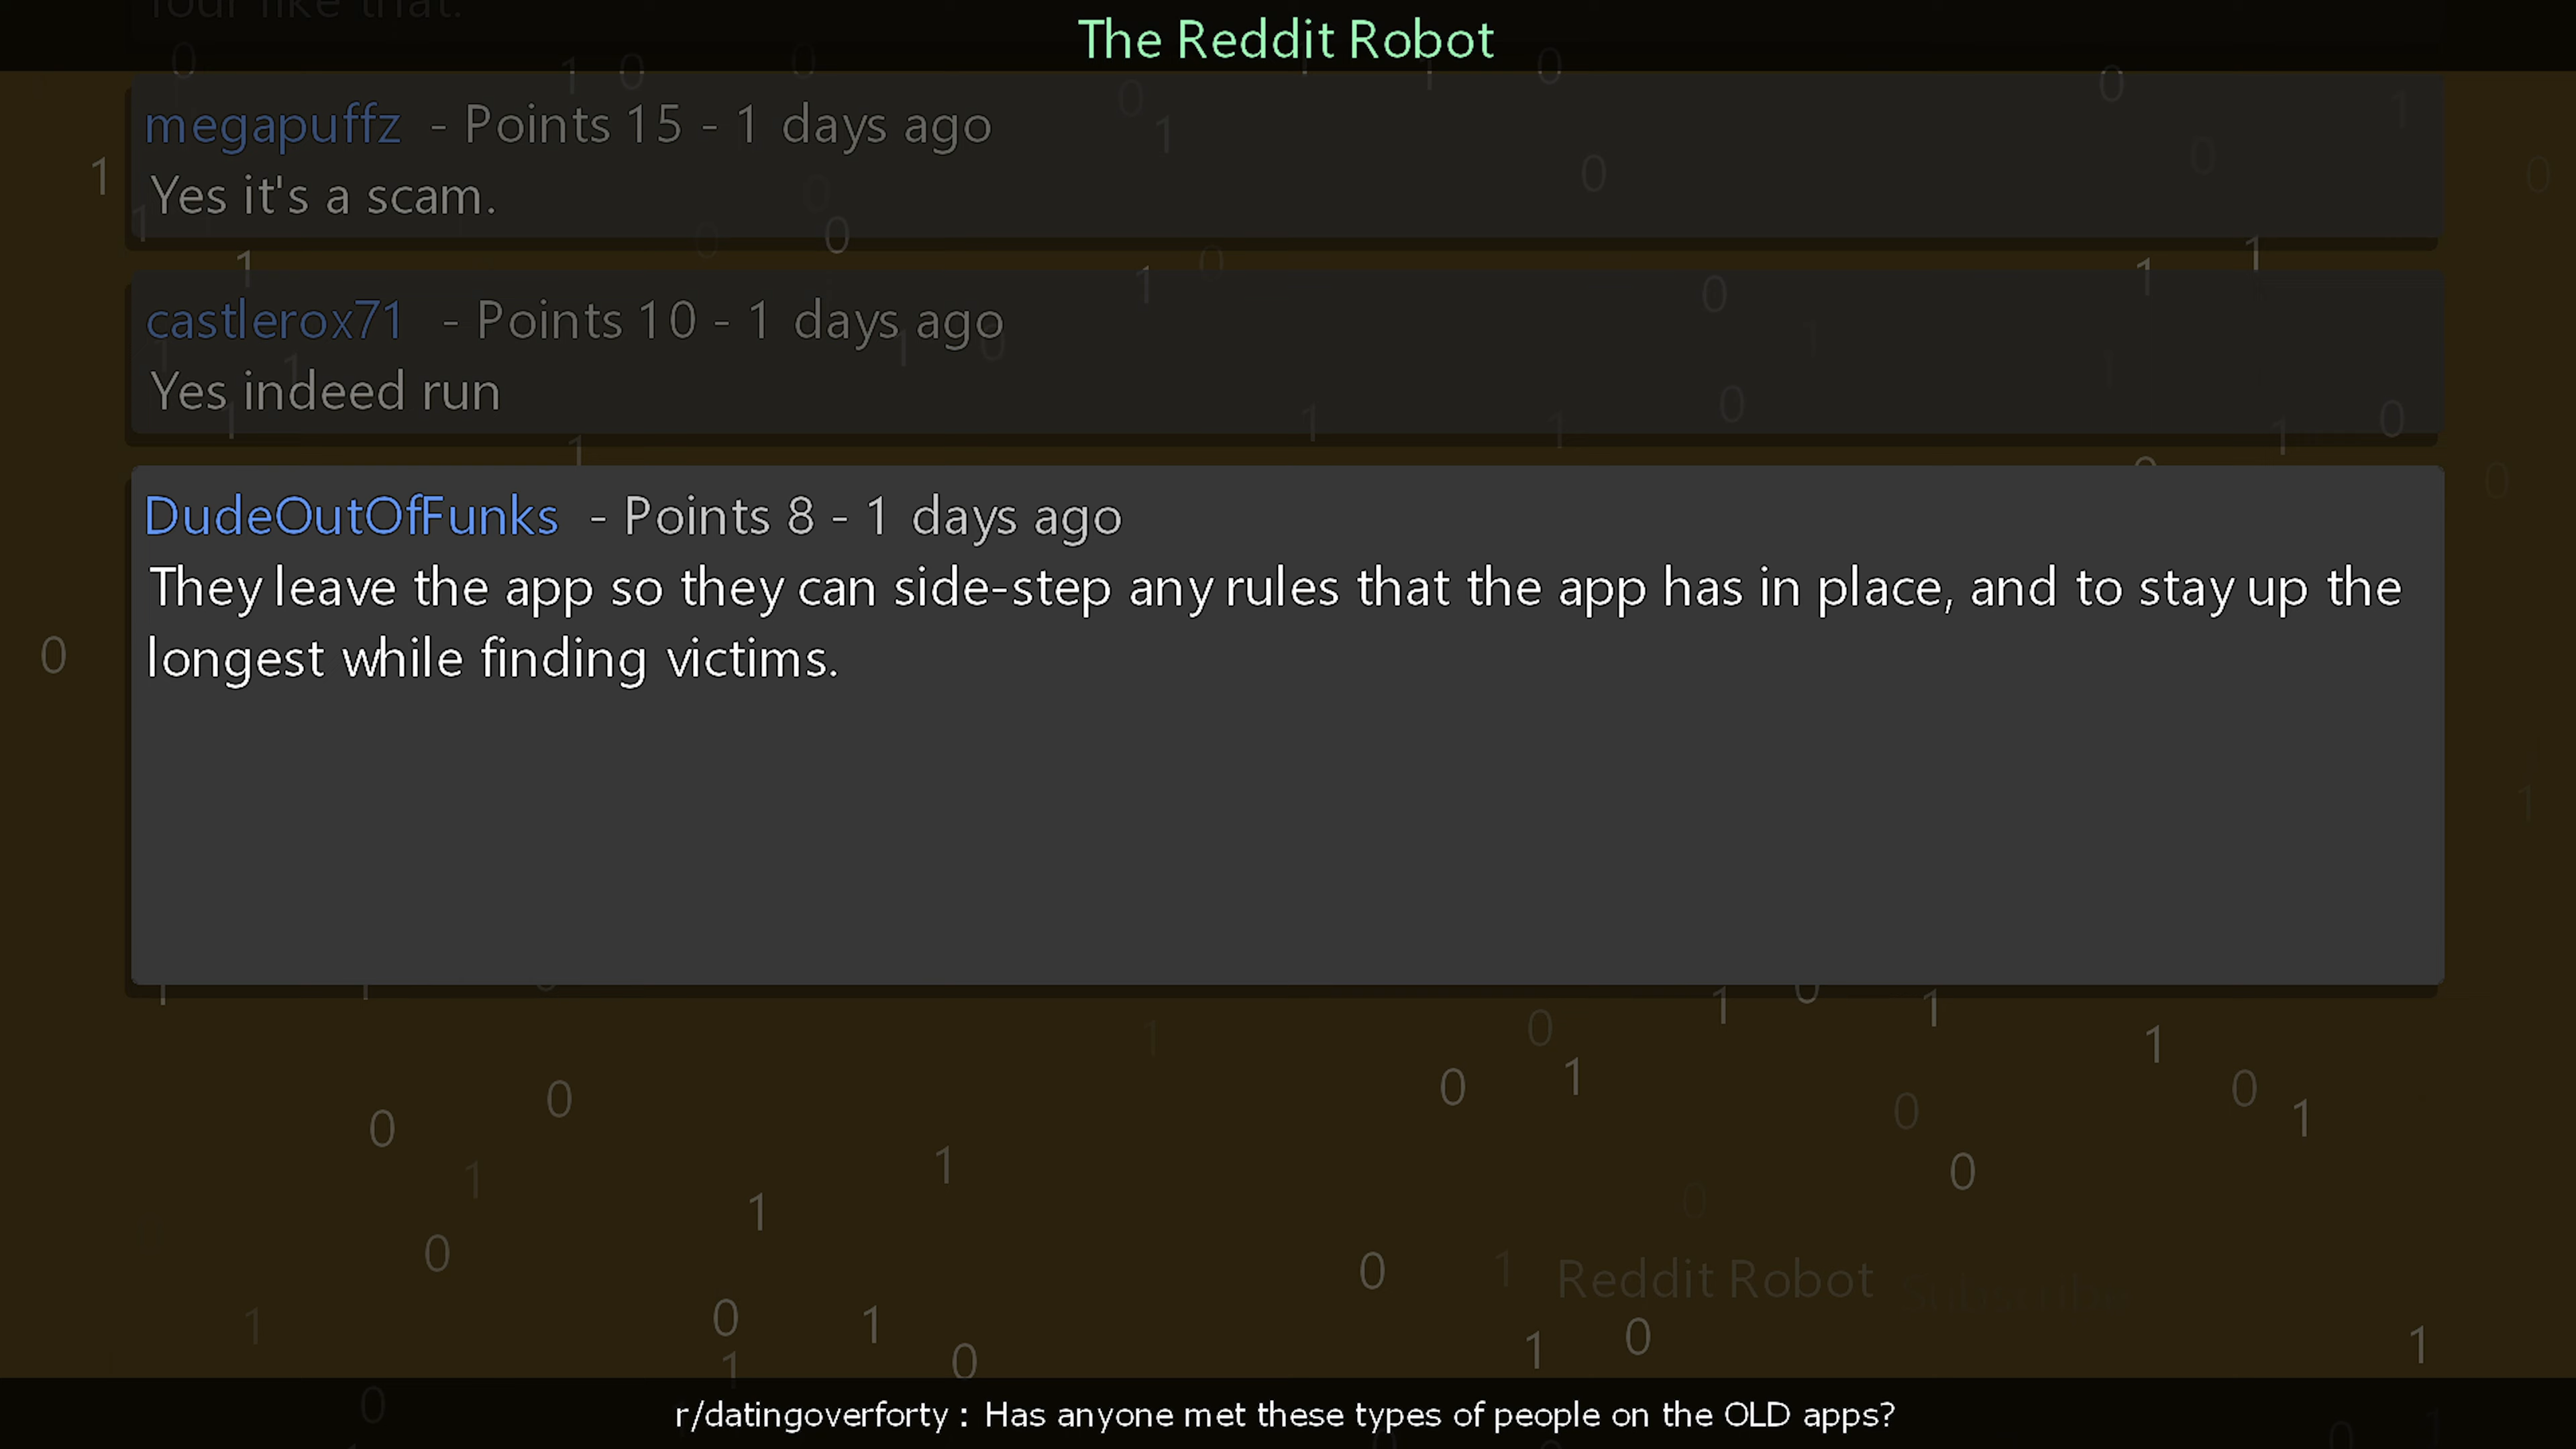 four like that.
The Reddit Robot
megapuffz - Points 15 - 1 days ago
Yes it's a scam.
castlerox71 - Points 10 - 1 days ago
Yes indeed run
DudeOutOfFunks - Points 8 - 1 days ago
They leave the app so they can side-step any rules that the app has in place, and to stay up the
longest while finding victims.
Reddit Robot
r/datingoverforty : Has anyone met these types of people on the OLD apps?